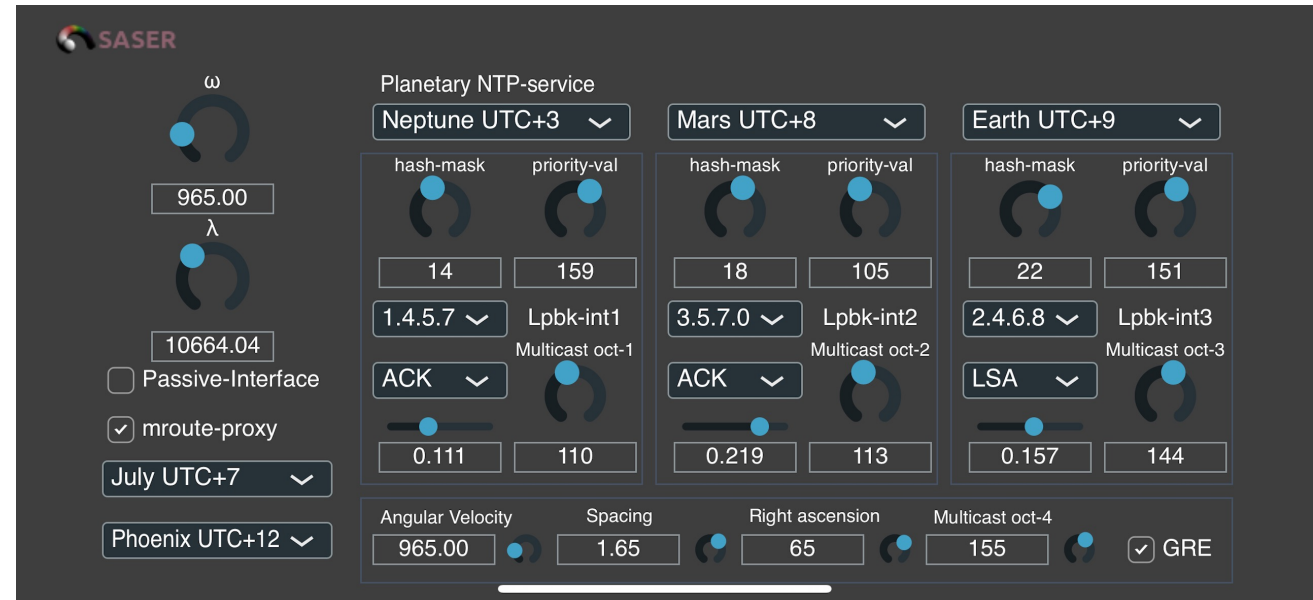 SASER
ω
965.00
λ
10664.04
Passive-Interface
mroute-proxy
July UTC+7
Phoenix UTC+12
Planetary NTP-service
Neptune UTC+3
hash-mask priority-val
14 159
1.4.5.7 Lpbk-int1
Multicast oct-1
ACK
0.111 110
Mars UTC+8
hash-mask priority-val
18 105
3.5.7.0 Lpbk-int2
Multicast oct-2
ACK
0.219 113
Earth UTC+9
hash-mask priority-val
22 151
2.4.6.8 Lpbk-int3
Multicast oct-3
LSA
0.157 144
Angular Velocity Spacing Right ascension Multicast oct-4
965.00 1.65 65 155 GRE